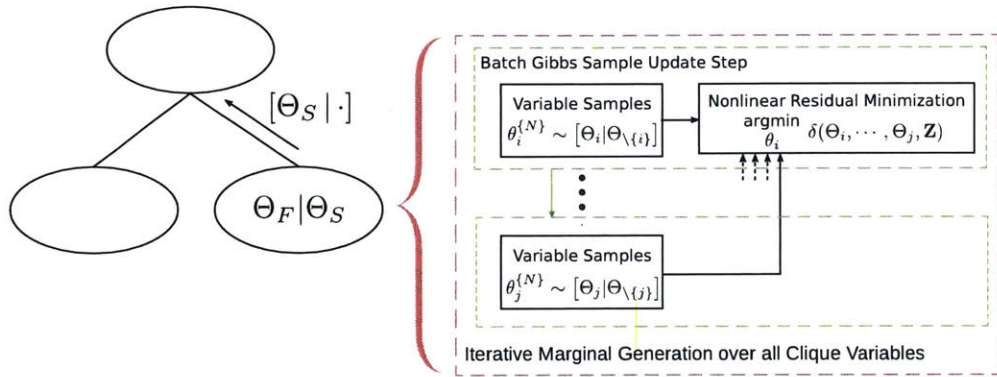 [Θ_S | ·]
Θ_F|Θ_S
Batch Gibbs Sample Update Step
Variable Samples
θ_i^{N} ∼ [Θ_i|Θ_\{i}]
Nonlinear Residual Minimization
argmin δ(Θ_i, ⋯ , Θ_j, Z)
θ_i
Variable Samples
θ_j^{N} ∼ [Θ_j|Θ_\{j}]
Iterative Marginal Generation over all Clique Variables